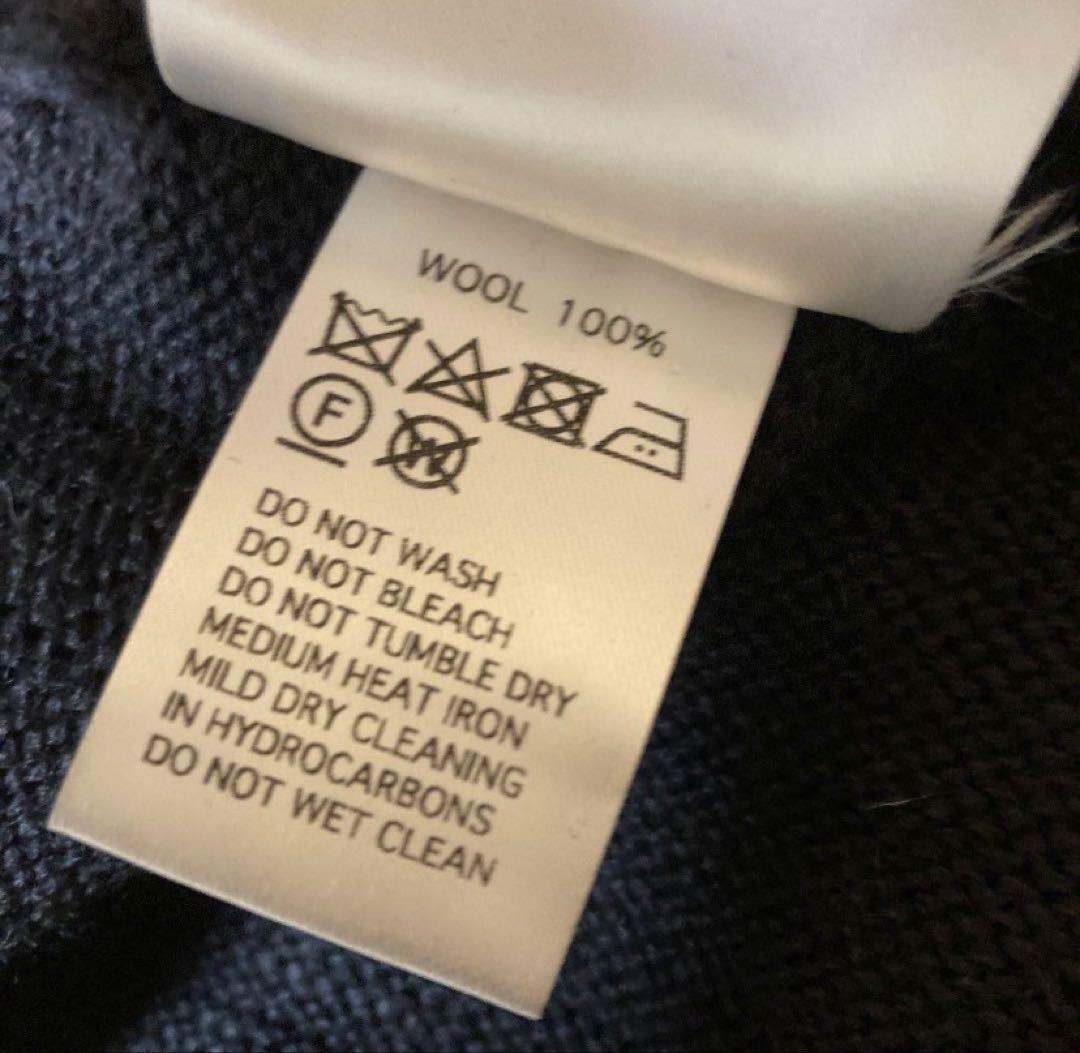 WOOL 100%
F W
DO NOT WASH
DO NOT BLEACH
DO NOT TUMBLE DRY
MEDIUM HEAT IRON
MILD DRY CLEANING
IN HYDROCARBONS
DO NOT WET CLEAN